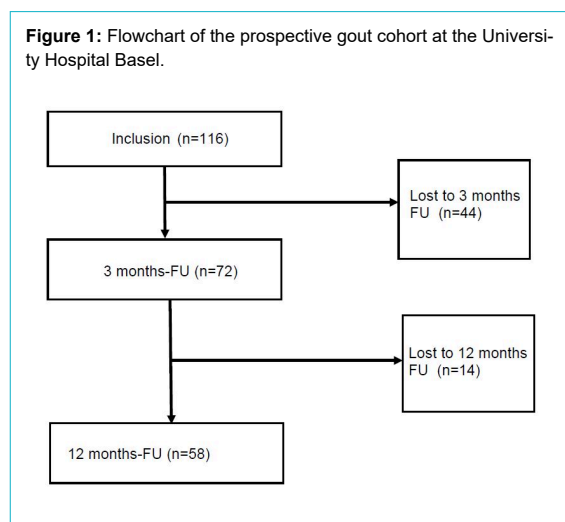 Figure 1: Flowchart of the prospective gout cohort at the Universi-
ty Hospital Basel.
Inclusion (n=116)
Lost to 3 months
FU (n=44)
3 months-FU (n=72)
Lost to 12 months
FU (n=14)
12 months-FU (n=58)